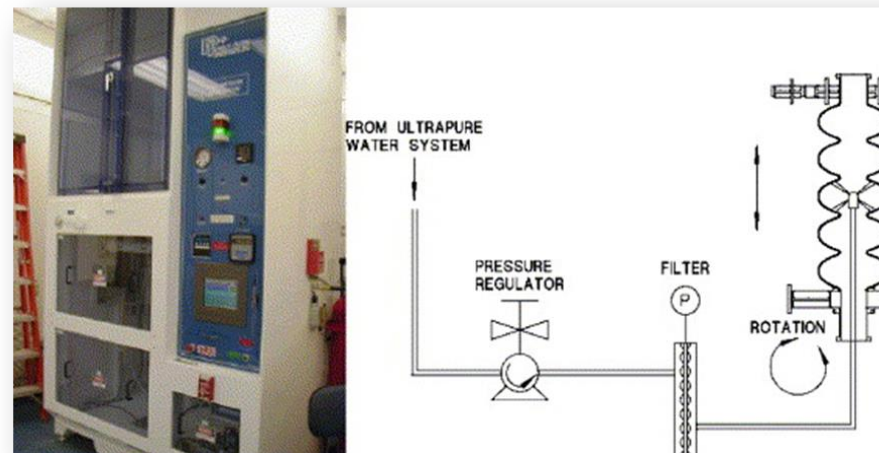 FROM ULTRAPURE
WATER SYSTEM
PRESSURE
REGULATOR
FILTER
P
ROTATION